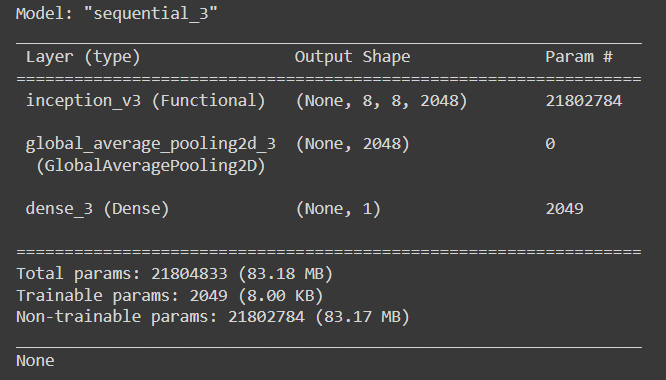 Model: "sequential_3"
Layer (type) Output Shape Param #
inception_v3 (Functional) (None, 8, 8, 2048) 21802784
global_average_pooling2d_3 (None, 2048) 0
(GlobalAveragePooling2D)
dense_3 (Dense) (None, 1) 2049
Total params: 21804833 (83.18 MB)
Trainable params: 2049 (8.00 KB)
Non-trainable params: 21802784 (83.17 MB)
None